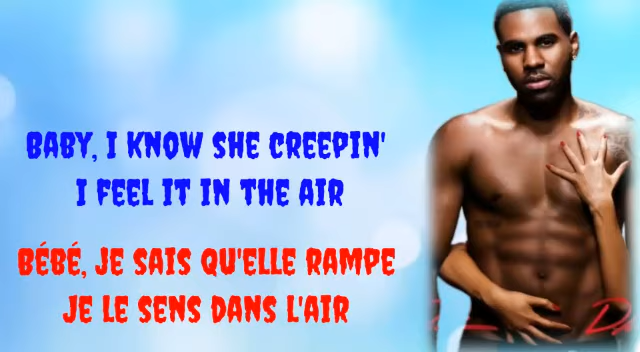 BABY, I KNOW SHE CREEPIN'
I FEEL IT IN THE AIR
BÉBÉ, JE SAIS QU'ELLE RAMPE
JE LE SENS DANS L'AIR